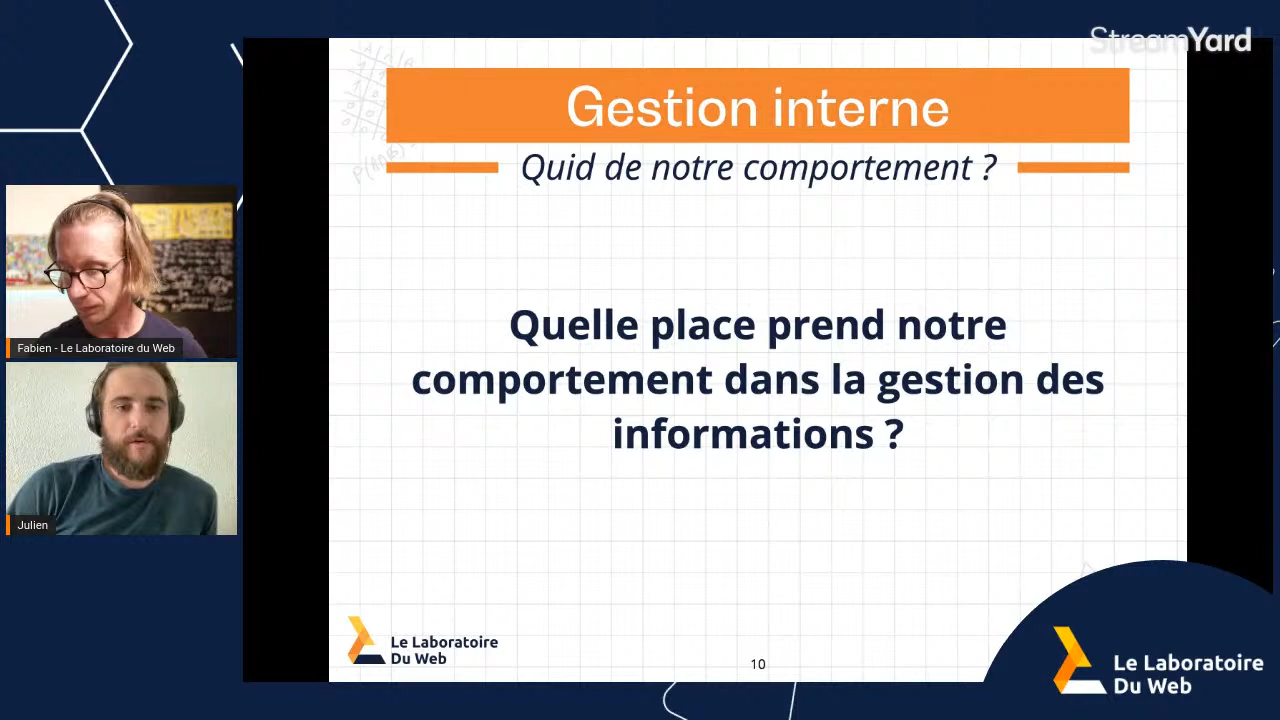 StreamYard
Gestion interne
Quid de notre comportement ?
Quelle place prend notre
comportement dans la gestion des
informations ?
Fabien - Le Laboratoire du Web
Julien
Le Laboratoire
Du Web
10
Le Laboratoire
Du Web